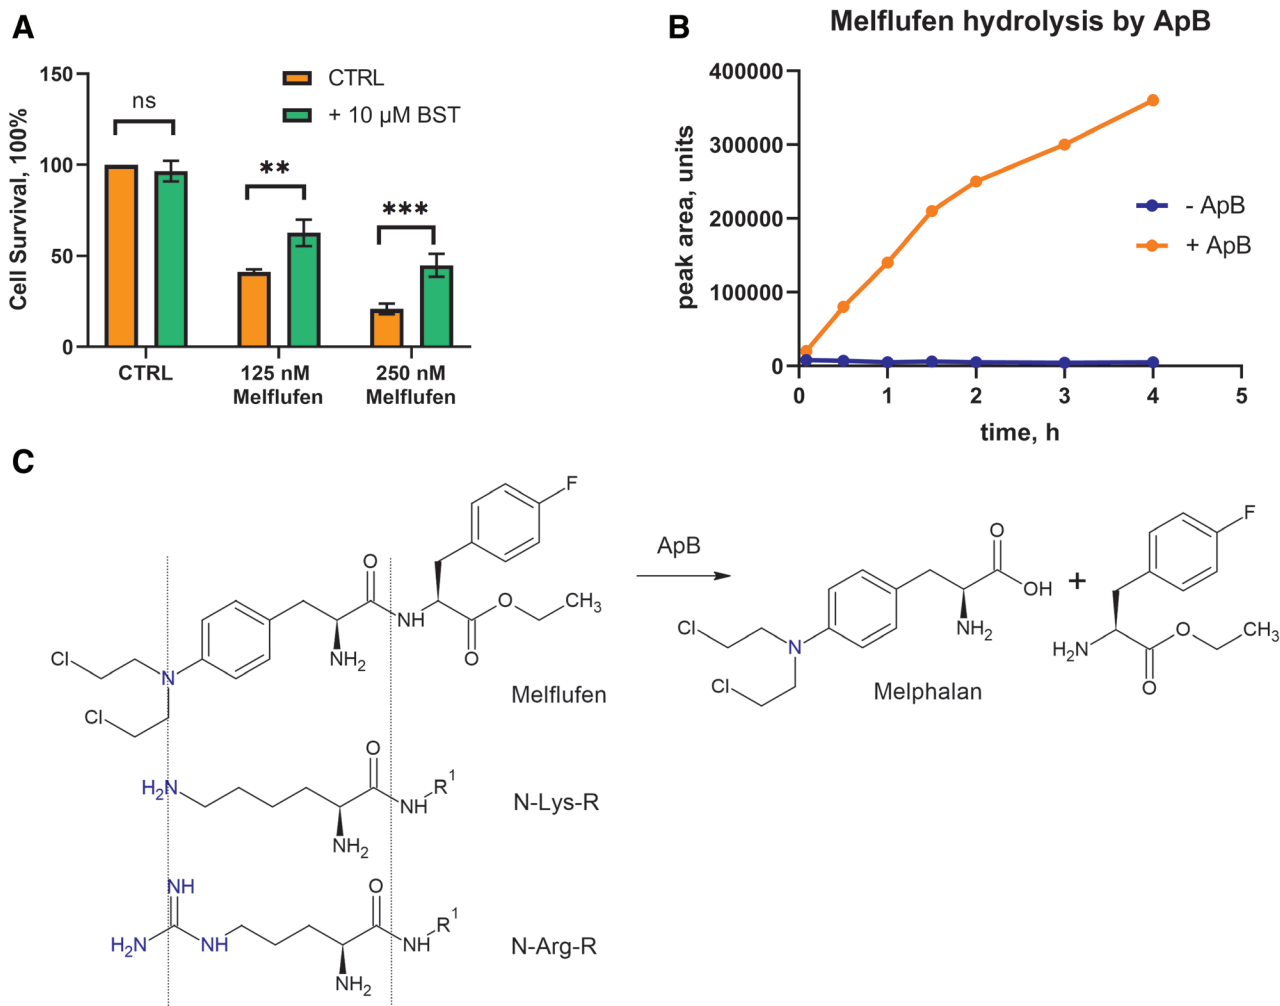 A
150
100
50
0
Cell Survival, 100%
CTRL
+ 10 µM BST
ns
**
***
CTRL
125 nM
Melflufen
250 nM
Melflufen
B
Melflufen hydrolysis by ApB
400000
300000
200000
100000
0
peak area, units
0 1 2 3 4 5
time, h
- ApB
+ ApB
C
F
O
O
CH3
NH
NH2
O
Cl
N
Cl
Melflufen
ApB
O
OH
NH2
Cl
N
Cl
Melphalan
+
F
H2N
O
CH3
O
O
H2N
NH
R1
NH2
N-Lys-R
NH
O
H2N
NH
NH
R1
NH2
N-Arg-R